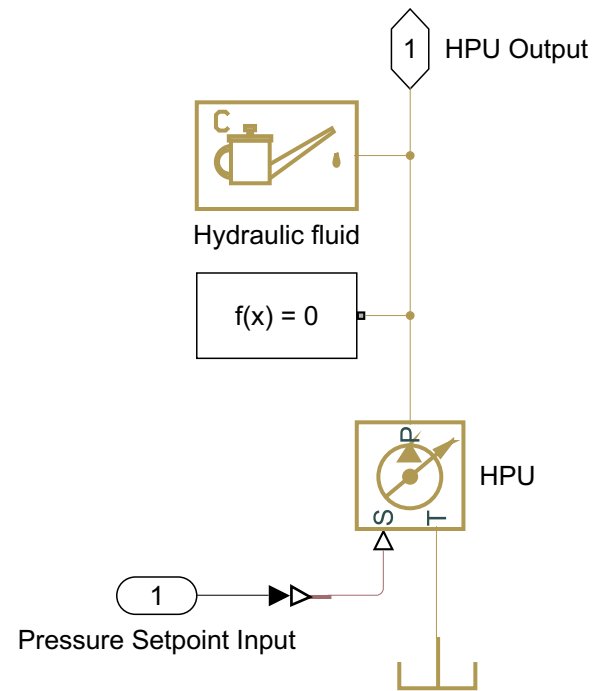 1
HPU Output
C
Hydraulic fluid
f(x) = 0
P
HPU
S
T
1
Pressure Setpoint Input